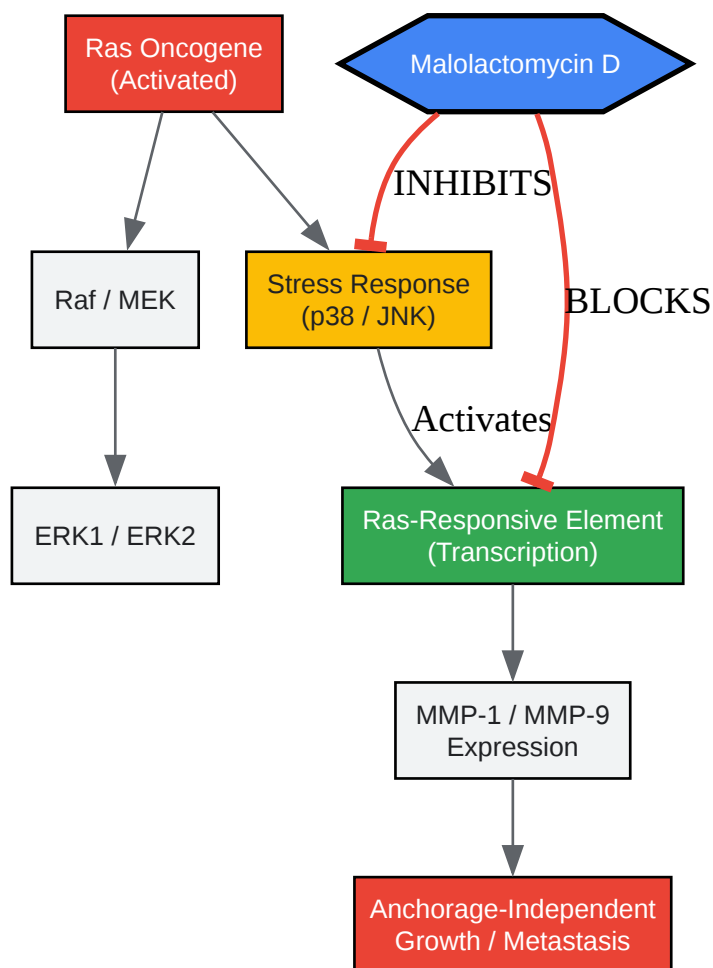 Ras Oncogene
(Activated)
Malolactomycin D
INHIBITS
Raf / MEK
Stress Response
(p38 / JNK)
BLOCKS
Activates
ERK1 / ERK2
Ras-Responsive Element
(Transcription)
MMP-1 / MMP-9
Expression
Anchorage-Independent
Growth / Metastasis